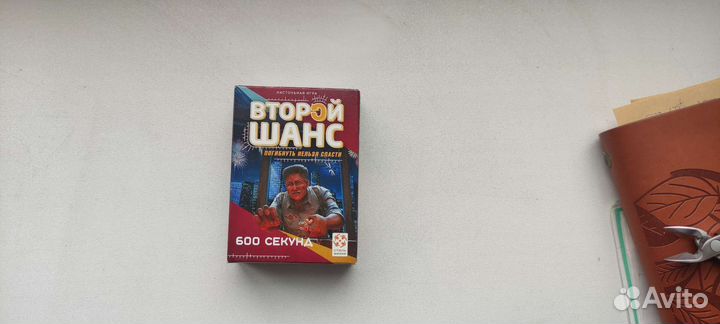 НАСТОЛЬНАЯ ИГРА
ВТОРОЙ
ШАНС
ПОГИБНУТЬ НЕЛЬЗЯ СПАСТИ
600 СЕКУНД
Avito